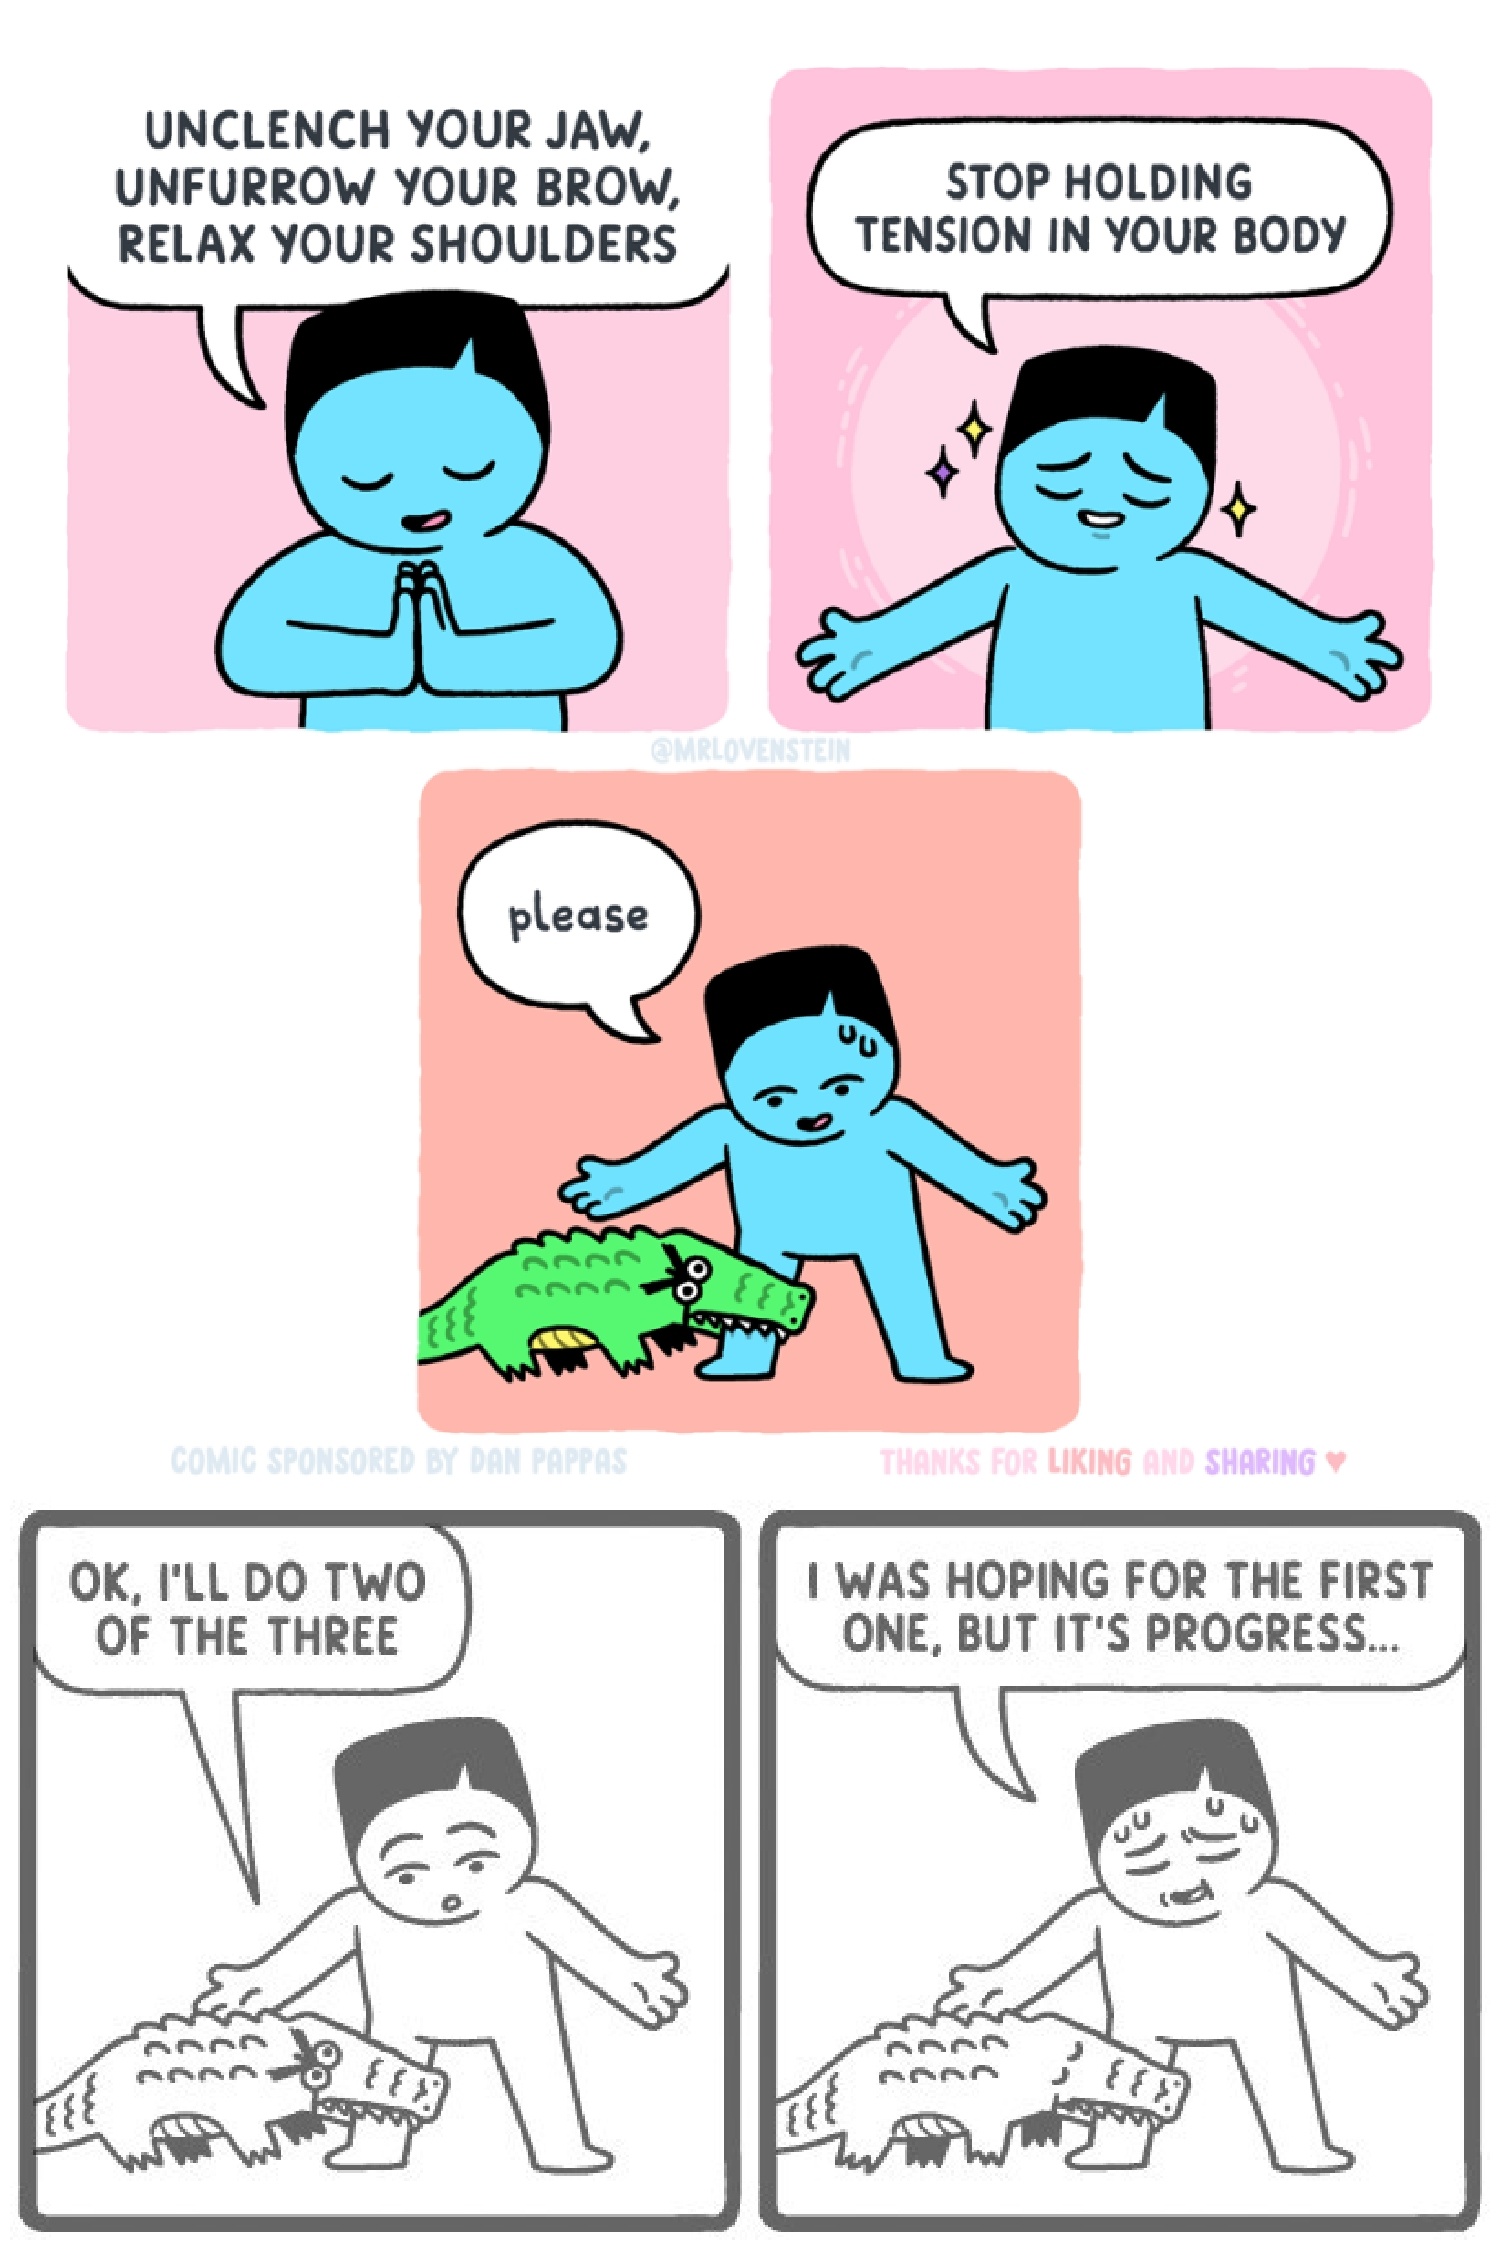 UNCLENCH YOUR JAW,
UNFURROW YOUR BROW,
RELAX YOUR SHOULDERS
STOP HOLDING
TENSION IN YOUR BODY
@MRLOVENSTEIN
please
COMIC SPONSORED BY DAN PAPPAS
THANKS FOR LIKING AND SHARING ♥
OK, I'LL DO TWO
OF THE THREE
I WAS HOPING FOR THE FIRST
ONE, BUT IT'S PROGRESS...